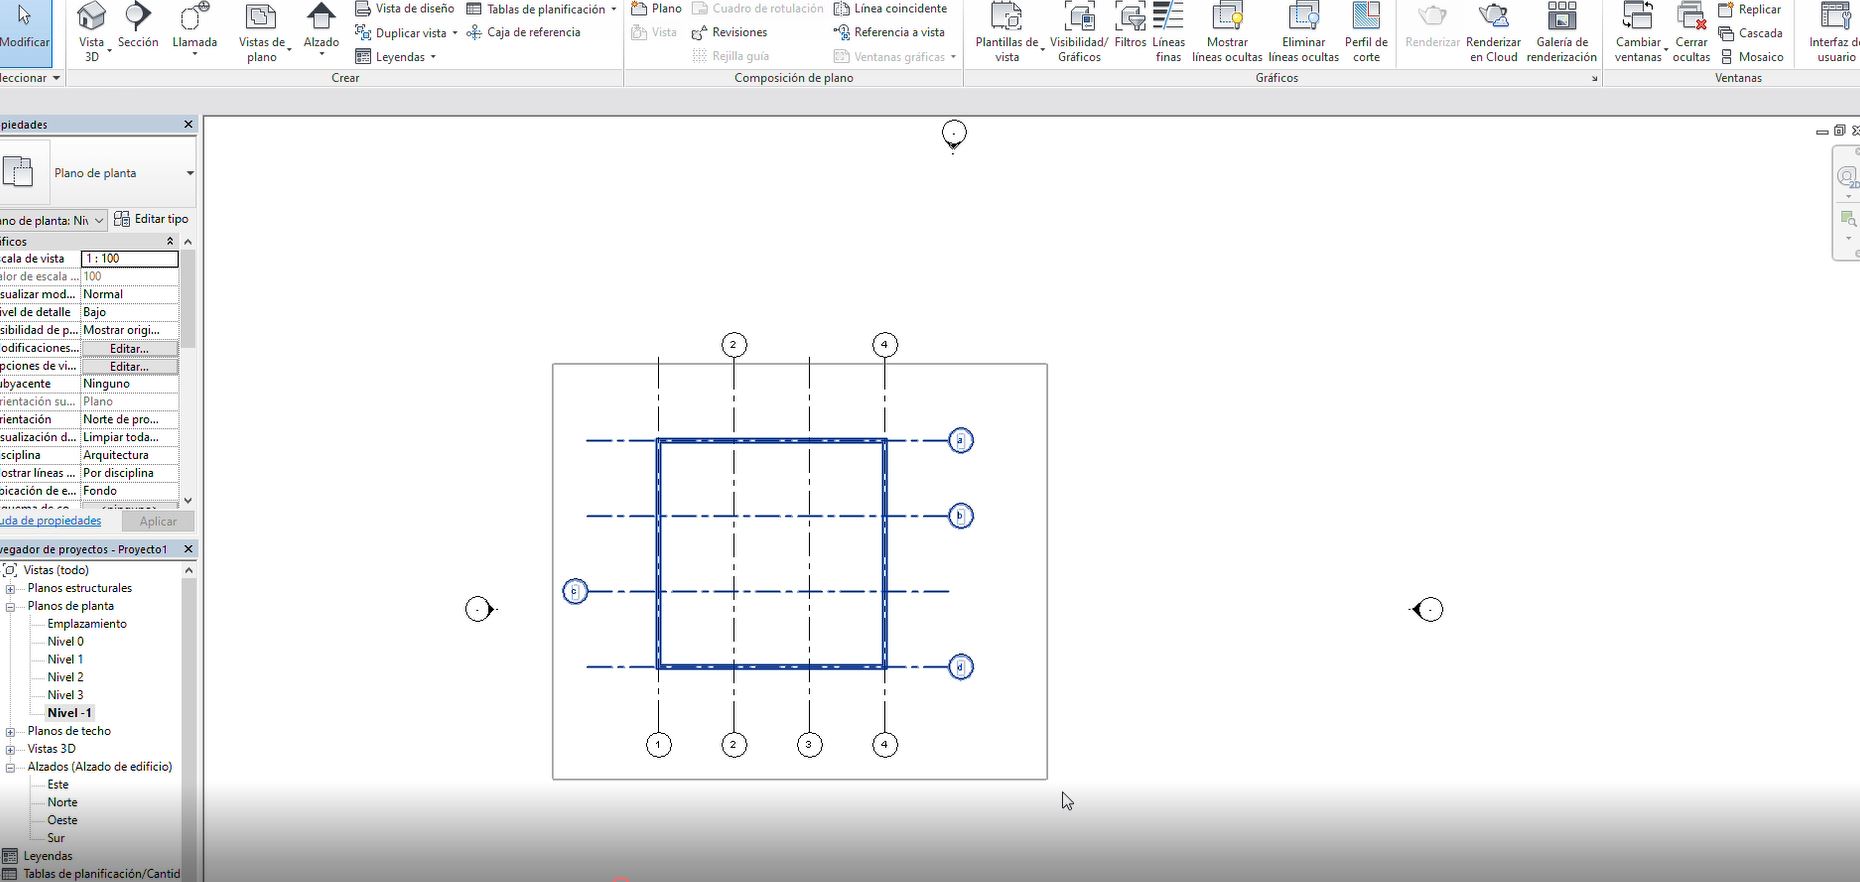 Modificar
leccionar
Vista
3D
Sección
Llamada
Vistas de
plano
Alzado
Vista de diseño
Duplicar vista
Leyendas
Tablas de planificación
Caja de referencia
Crear
Plano
Vista
Cuadro de rotulación
Revisiones
Rejilla guía
Línea coincidente
Referencia a vista
Ventanas gráficas
Composición de plano
Plantillas de
vista
Visibilidad/
Gráficos
Filtros
Líneas
finas
Mostrar
líneas ocultas
Eliminar
líneas ocultas
Perfil de
corte
Renderizar
Renderizar
en Cloud
Galería de
renderización
Gráficos
Cambiar
ventanas
Cerrar
ocultas
Replicar
Cascada
Mosaico
Ventanas
Interfaz de
usuario
piedades
Plano de planta
ano de planta: Niv
Editar tipo
áficos
cala de vista 1 : 100
alor de escala ... 100
sualizar mod... Normal
ivel de detalle Bajo
sibilidad de p... Mostrar origi...
odificaciones... Editar...
pciones de vi... Editar...
ubyacente Ninguno
rientación su... Plano
rientación Norte de pro...
sualización d... Limpiar toda...
isciplina Arquitectura
ostrar líneas ... Por disciplina
bicación de e... Fondo
uda de propiedades
Aplicar
vegador de proyectos - Proyecto1
Vistas (todo)
Planos estructurales
Planos de planta
Emplazamiento
Nivel 0
Nivel 1
Nivel 2
Nivel 3
Nivel -1
Planos de techo
Vistas 3D
Alzados (Alzado de edificio)
Este
Norte
Oeste
Sur
Leyendas
Tablas de planificación/Cantid
2D
2 4
a
b
c
d
1 2 3 4